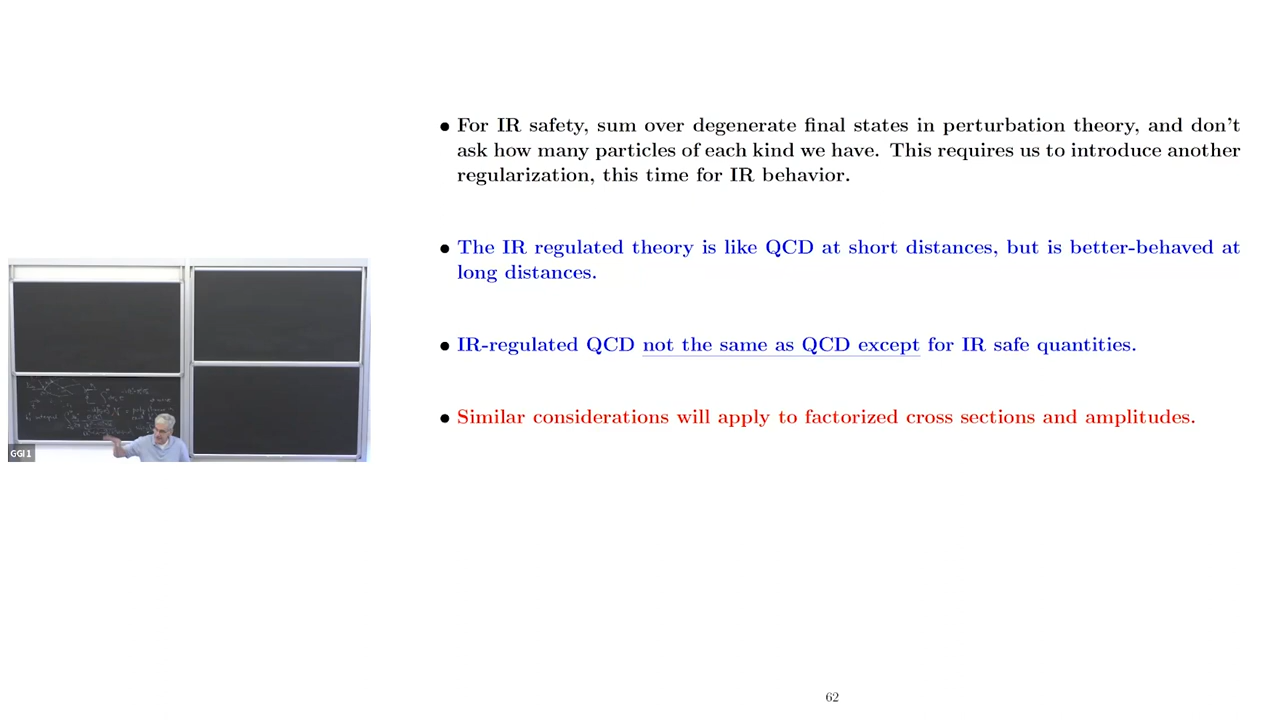 • For IR safety, sum over degenerate final states in perturbation theory, and don't
ask how many particles of each kind we have. This requires us to introduce another
regularization, this time for IR behavior.
• The IR regulated theory is like QCD at short distances, but is better-behaved at
long distances.
• IR-regulated QCD not the same as QCD except for IR safe quantities.
• Similar considerations will apply to factorized cross sections and amplitudes.
GGI 1
62